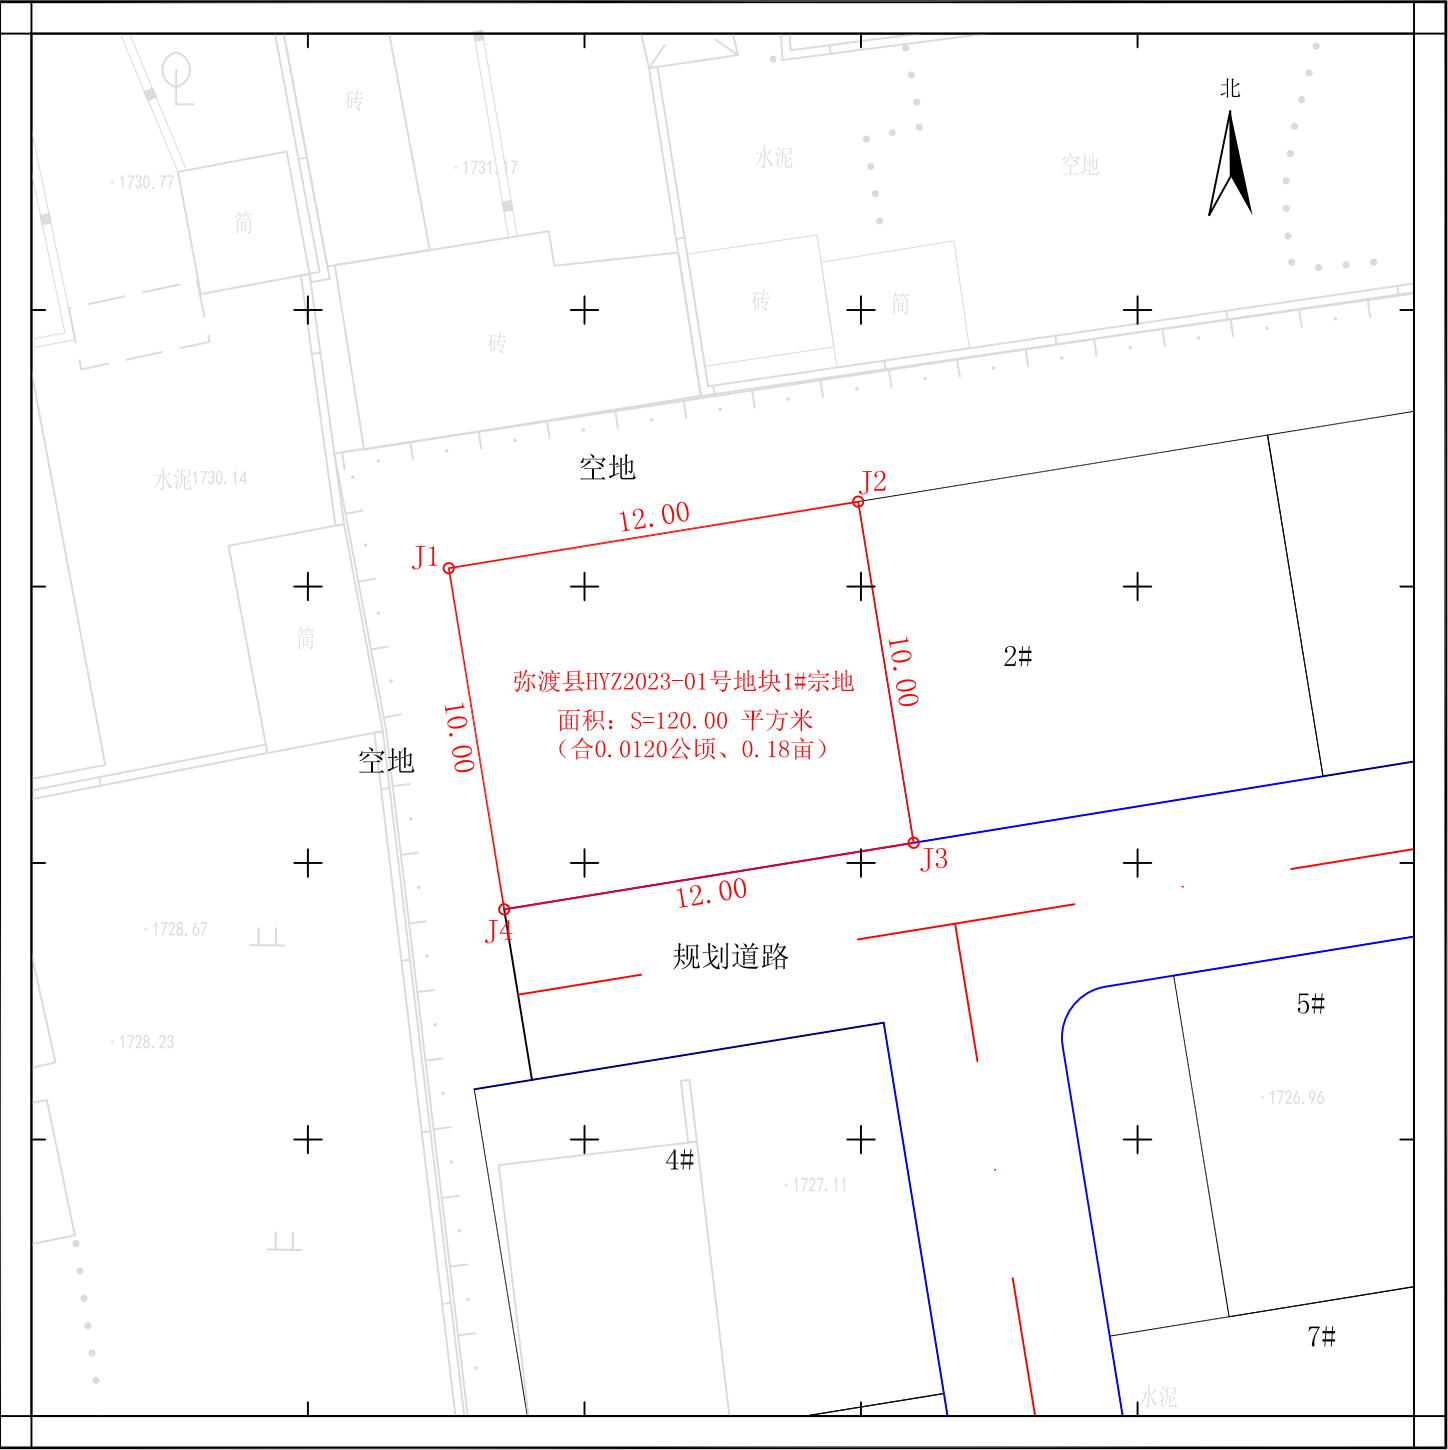 北
砖
1731.17
水泥
空地
1730.77
简
砖
简
砖
空地
水泥1730.14
J2
12.00
J1
简
10.00
2#
弥渡县HYZ2023-01号地块1#宗地
面积：S=120.00 平方米
（合0.0120公顷、0.18亩）
10.00
空地
J3
12.00
J4
规划道路
1728.67
5#
1728.23
1726.96
4#
1727.11
7#
水泥